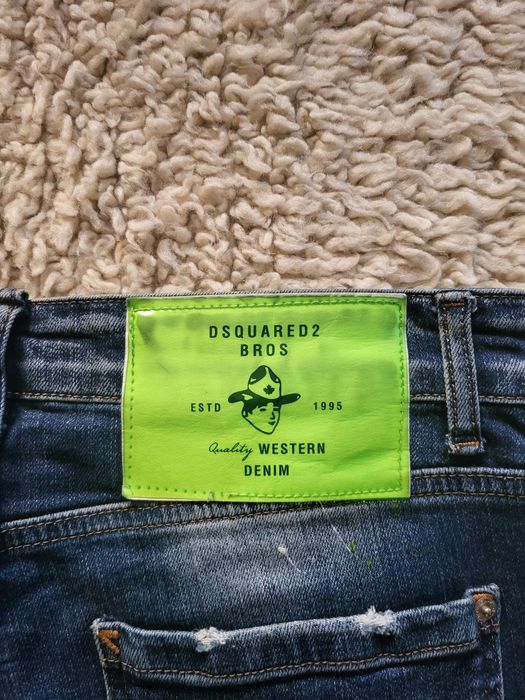 DSQUARED2
BROS
ESTD 1995
Quality WESTERN
DENIM